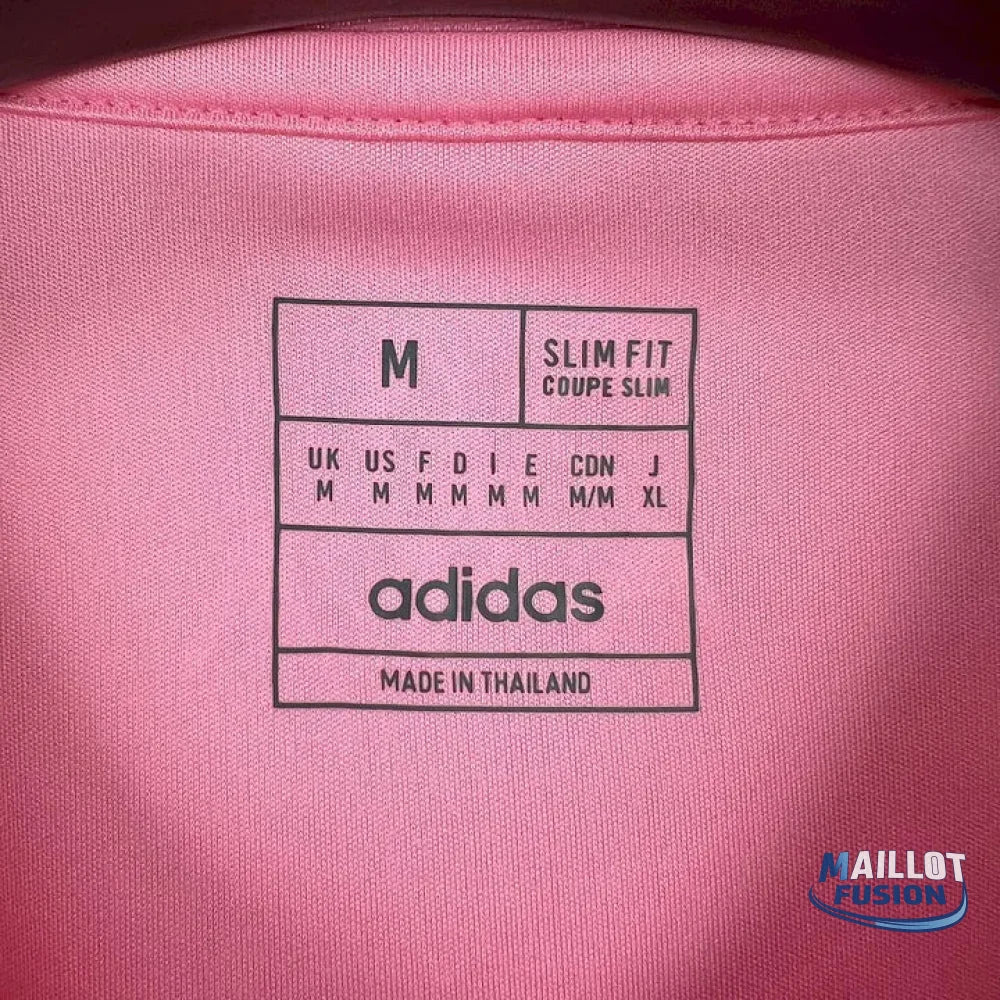 M
SLIM FIT
COUPE SLIM
UK US F D I E CDN J
M M M M M M M/M XL
adidas
MADE IN THAILAND
MAILLOT
FUSION